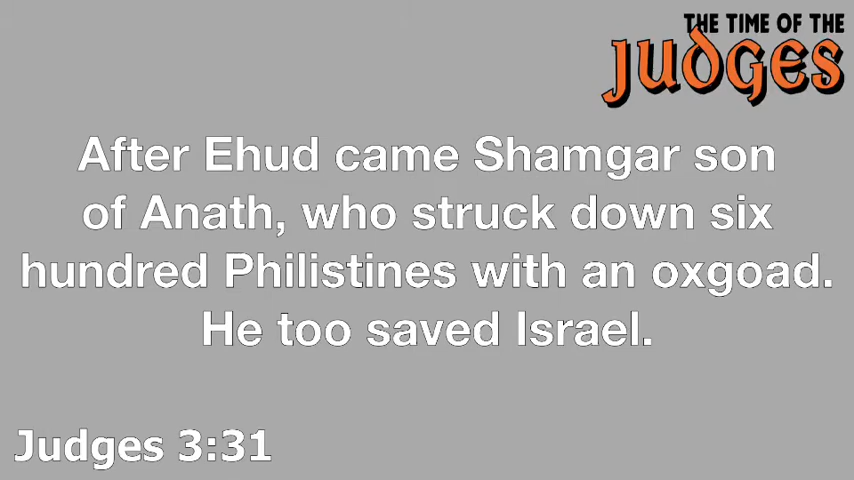 THE TIME OF THE
JUDGES
After Ehud came Shamgar son
of Anath, who struck down six
hundred Philistines with an oxgoad.
He too saved Israel.
Judges 3:31